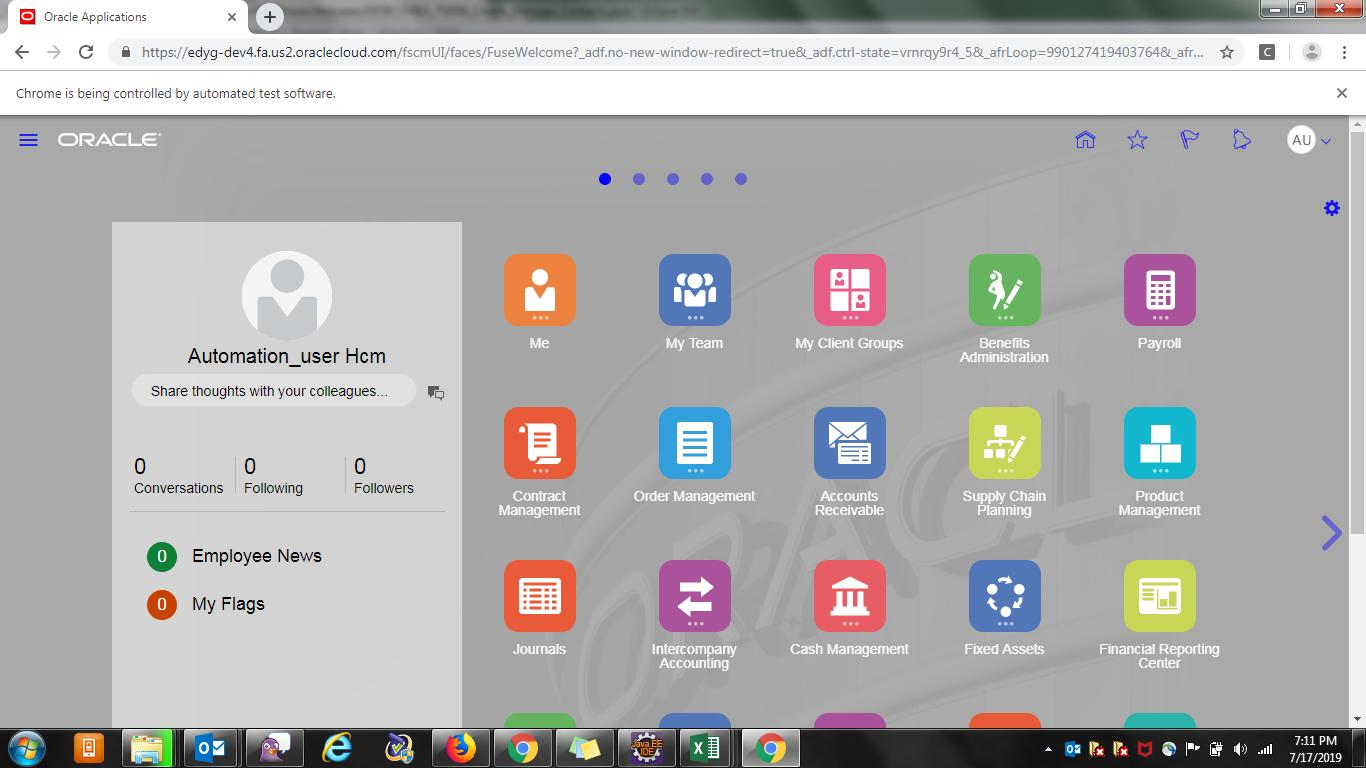 Oracle Applications
https://edyg-dev4.fa.us2.oraclecloud.com/fscmUI/faces/FuseWelcome?_adf.no-new-window-redirect=true&_adf.ctrl-state=vrnrqy9r4_5&_afrLoop=990127419403764&_afr...
C
Chrome is being controlled by automated test software.
ORACLE
AU
Automation_user Hcm
Share thoughts with your colleagues...
0 0 0
Conversations Following Followers
0 Employee News
0 My Flags
Me My Team My Client Groups Benefits Payroll
Administration
Contract Order Management Accounts Supply Chain Product
Management Receivable Planning Management
Journals Intercompany Cash Management Fixed Assets Financial Reporting
Accounting Center
ORACL
Java EE
IDE
7:11 PM
7/17/2019